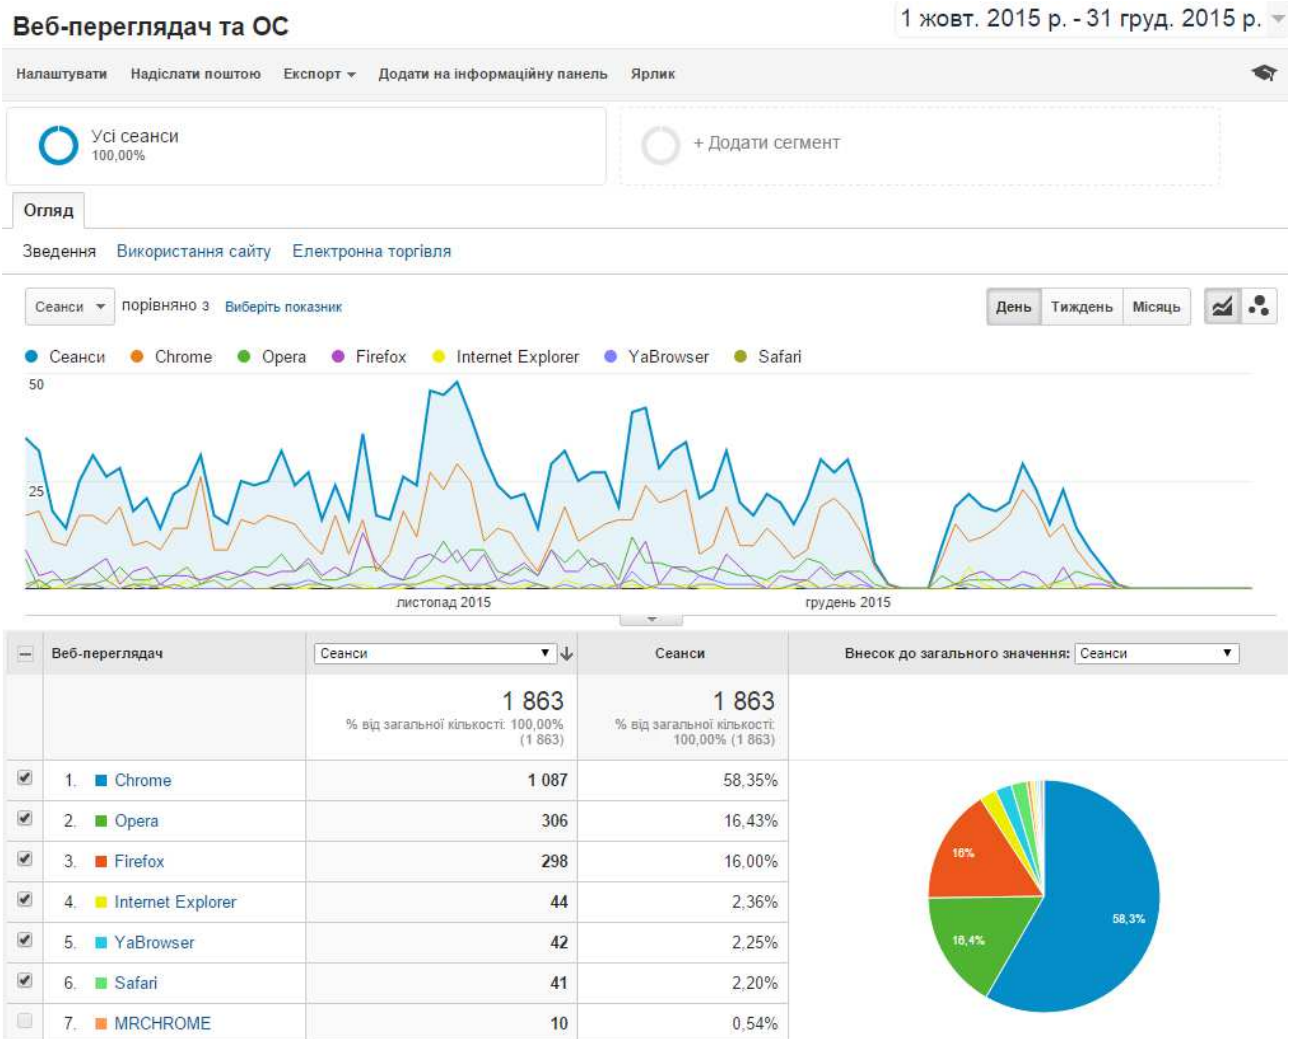 Веб-переглядач та ОС
1 жовт. 2015 р. - 31 груд. 2015 р.
Налаштувати Надіслати поштою Експорт Додати на інформаційну панель Ярлик
Усі сеанси
100,00%
+ Додати сегмент
Огляд
Зведення Використання сайту Електронна торгівля
Сеанси порівняно з Виберіть показник
День Тиждень Місяць
Сеанси Chrome Opera Firefox Internet Explorer YaBrowser Safari
50
25
листопад 2015 грудень 2015
Веб-переглядач Сеанси Сеанси Внесок до загального значення: Сеанси
1 863 1 863
% від загальної кількості: 100,00% % від загальної кількості:
(1 863) 100,00% (1 863)
1. Chrome 1 087 58,35%
2. Opera 306 16,43%
3. Firefox 298 16,00%
4. Internet Explorer 44 2,36%
5. YaBrowser 42 2,25%
6. Safari 41 2,20%
7. MRCHROME 10 0,54%
16%
58,3%
16,4%